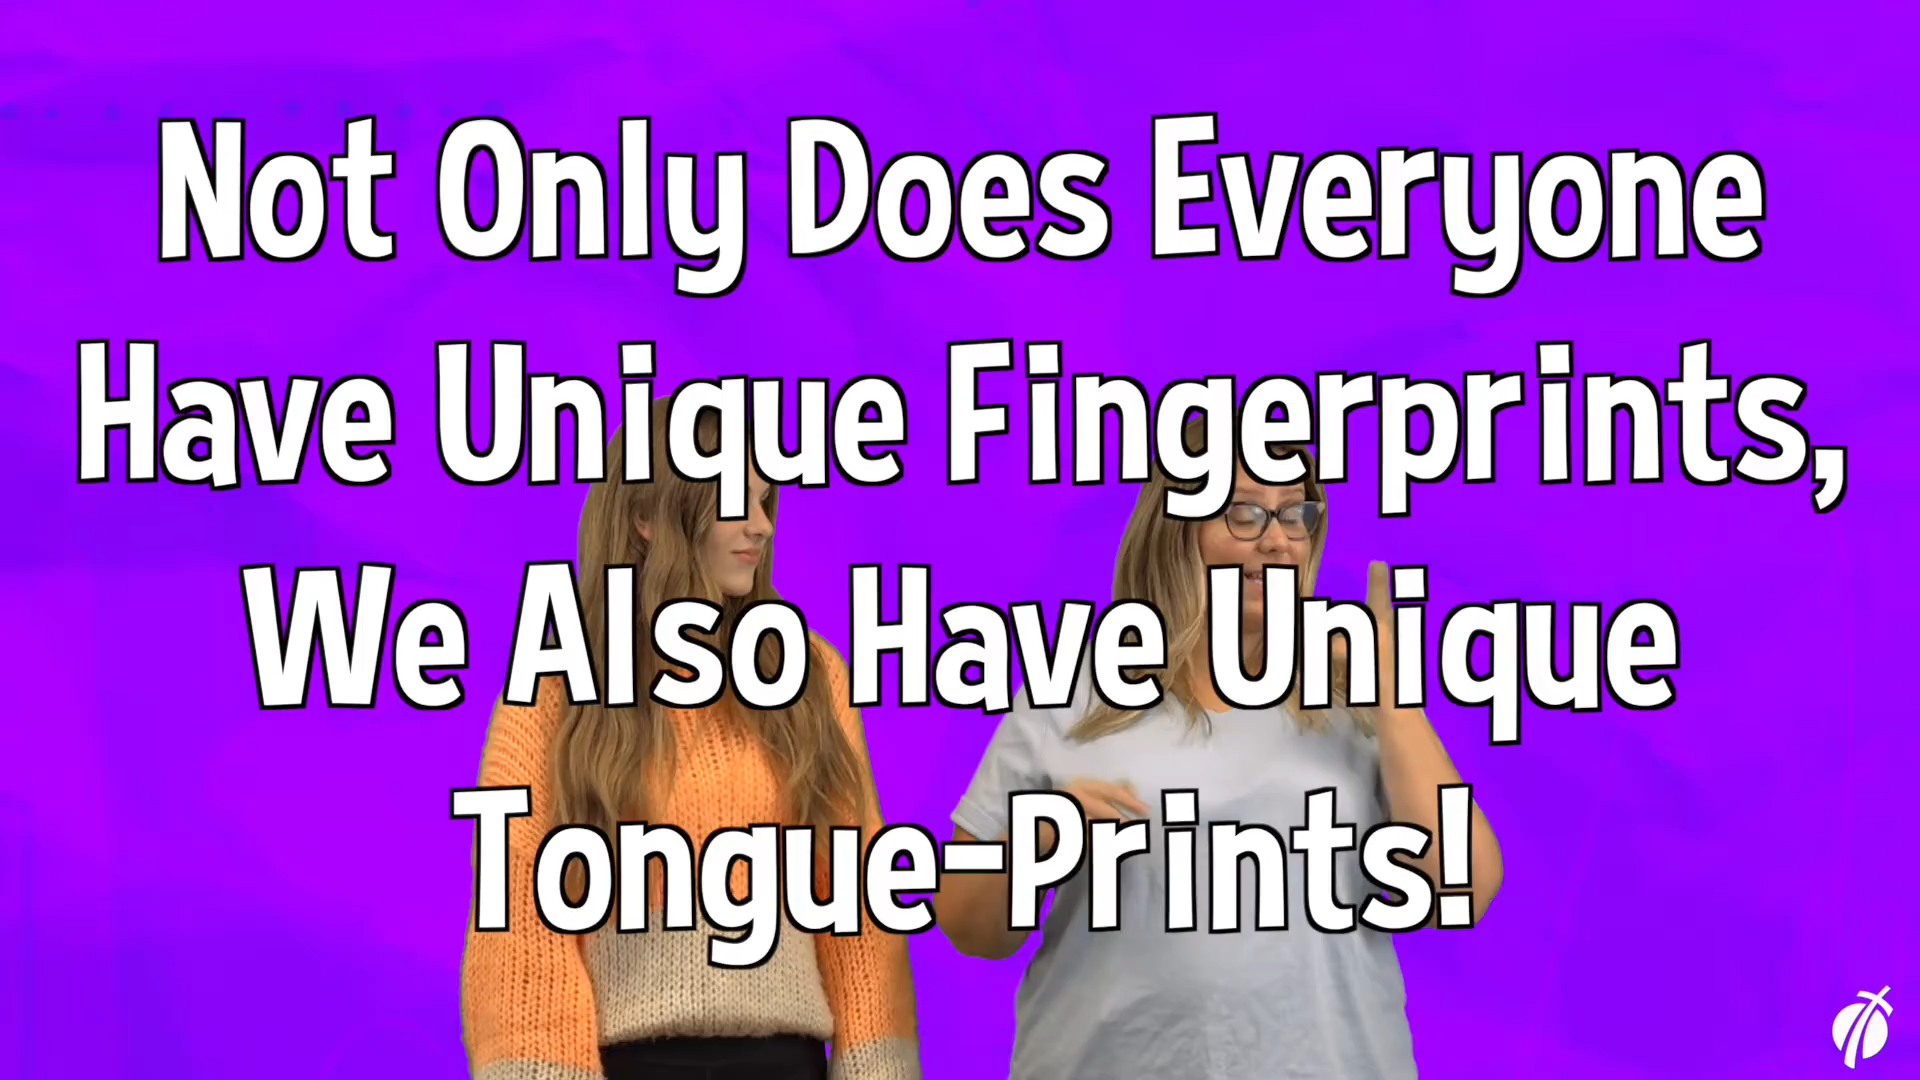 Not Only Does Everyone
Have Unique Fingerprints,
We Also Have Unique
Tongue-Prints!